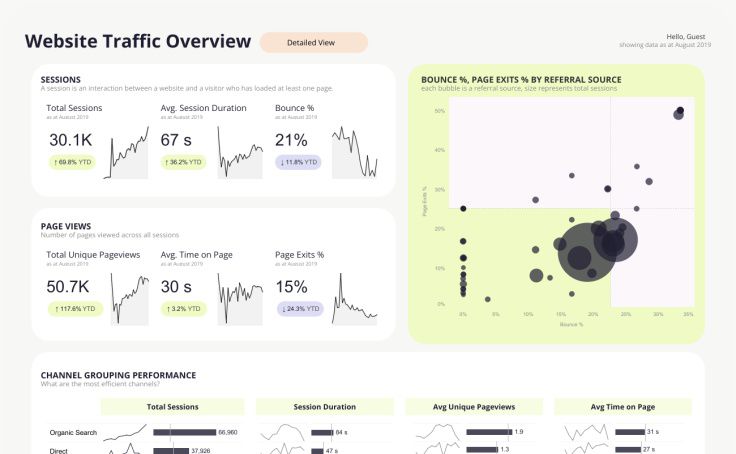 Website Traffic Overview
Detailed View
Hello, Guest
showing data as at August 2019
SESSIONS
A session is an interaction between a website and a visitor who has loaded at least one page.
Total Sessions
as at August 2019
30.1K
↑ 69.8% YTD
Avg. Session Duration
as at August 2019
67 s
↑ 36.2% YTD
Bounce %
as at August 2019
21%
↓ 11.8% YTD
PAGE VIEWS
Number of pages viewed across all sessions
Total Unique Pageviews
as at August 2019
50.7K
↑ 117.6% YTD
Avg. Time on Page
as at August 2019
30 s
↑ 3.2% YTD
Page Exits %
as at August 2019
15%
↓ 24.3% YTD
BOUNCE %, PAGE EXITS % BY REFERRAL SOURCE
each bubble is a referral source, size represents total sessions
Page Exits %
50%
40%
30%
20%
10%
0%
0% 5% 10% 15% 20% 25% 30% 35%
Bounce %
CHANNEL GROUPING PERFORMANCE
What are the most efficient channels?
Total Sessions Session Duration Avg Unique Pageviews Avg Time on Page
Organic Search 66,960 64 s 1.9 31 s
Direct 37,926 47 s 1.3 27 s